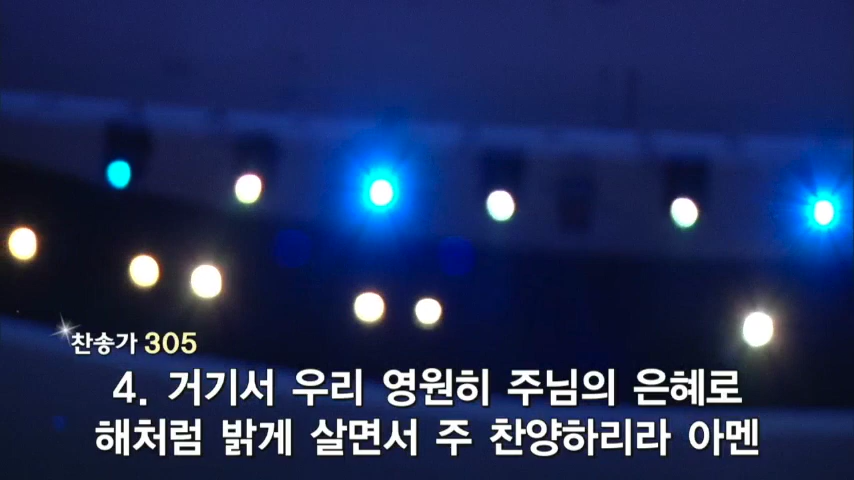 찬송가 305
4. 거기서 우리 영원히 주님의 은혜로
해처럼 밝게 살면서 주 찬양하리라 아멘